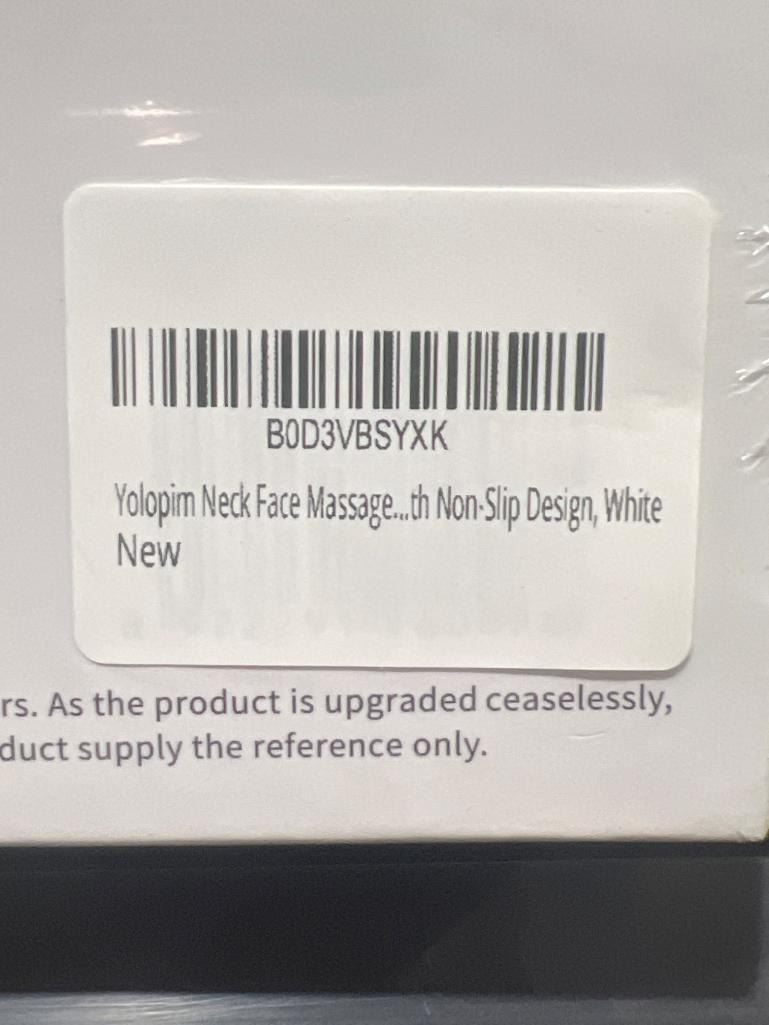 B0D3VBSYXK
Yolopim Neck Face Massage...th Non-Slip Design, White
New
rs. As the product is upgraded ceaselessly,
duct supply the reference only.